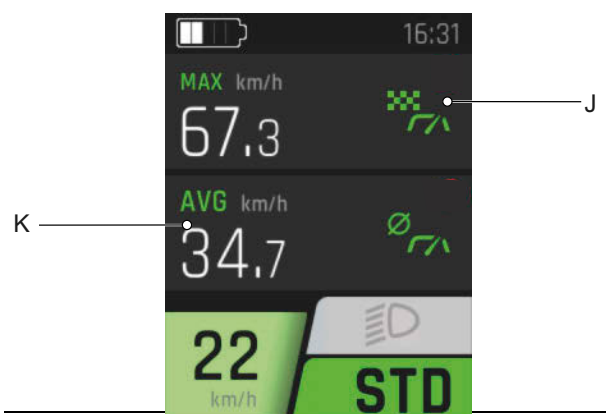 16:31
MAX km/h
67.3
J
AVG km/h
K
34.7
Ø
22
km/h
STD